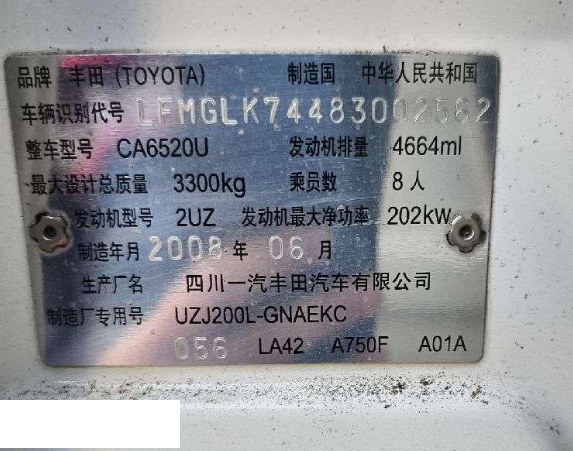 品牌 丰田 (TOYOTA) 制造国 中华人民共和国
车辆识别代号 LFMGLK74483002562
整车型号 CA6520U 发动机排量 4664ml
最大设计总质量 3300kg 乘员数 8人
发动机型号 2UZ 发动机最大净功率 202kW
制造年月 2008 年 06 月
生产厂名 四川一汽丰田汽车有限公司
制造厂专用号 UZJ200L-GNAEKC
056 LA42 A750F A01A